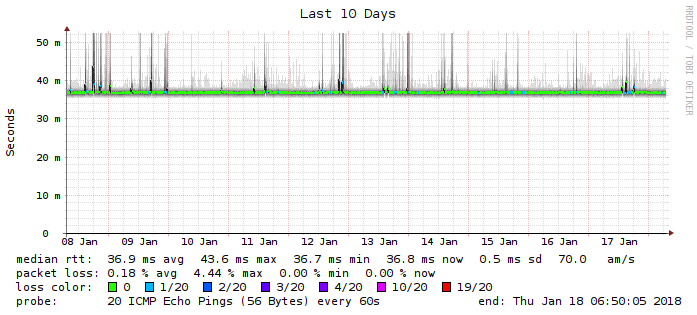 Last 10 Days
RRDTOOL / TOBI OETIKER
Seconds
50 m
40 m
30 m
20 m
10 m
0
08 Jan 09 Jan 10 Jan 11 Jan 12 Jan 13 Jan 14 Jan 15 Jan 16 Jan 17 Jan
median rtt: 36.9 ms avg 43.6 ms max 36.7 ms min 36.8 ms now 0.5 ms sd 70.0 am/s
packet loss: 0.18 % avg 4.44 % max 0.00 % min 0.00 % now
loss color: 0 1/20 2/20 3/20 4/20 10/20 19/20
probe: 20 ICMP Echo Pings (56 Bytes) every 60s end: Thu Jan 18 06:50:05 2018